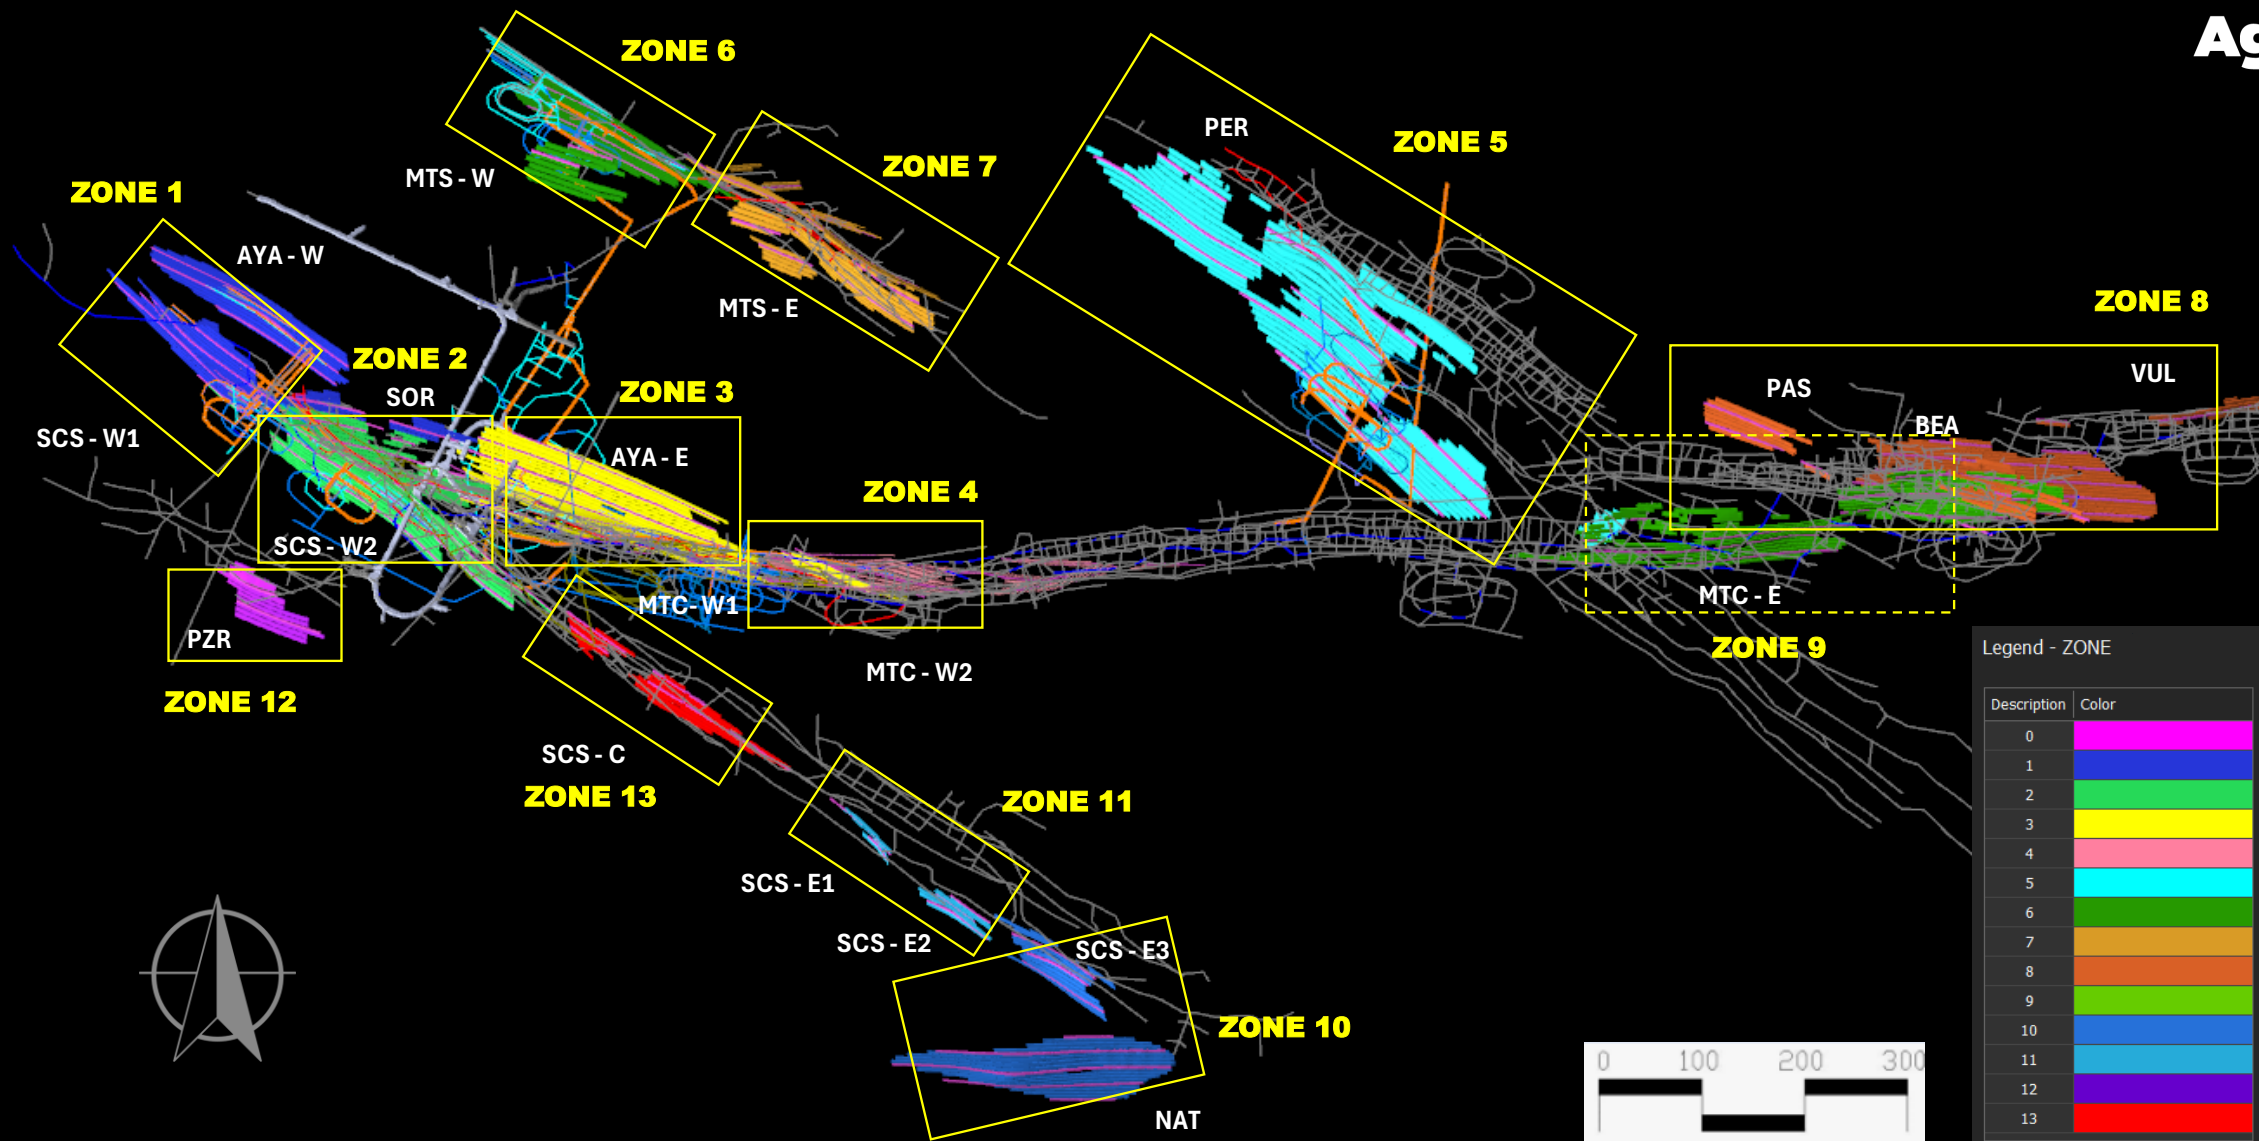 Ag
ZONE 6
PER
ZONE 5
ZONE 7
MTS - W
ZONE 1
AYA - W
ZONE 8
MTS - E
ZONE 2
SOR
ZONE 3
PAS
VUL
BEA
SCS - W1
AYA - E
ZONE 4
SCS - W2
MTC - W1
MTC - E
PZR
ZONE 9
MTC - W2
ZONE 12
SCS - C
ZONE 13
ZONE 11
SCS - E1
SCS - E2
SCS - E3
ZONE 10
NAT
0 100 200 300
Legend - ZONE
Description Color
0
1
2
3
4
5
6
7
8
9
10
11
12
13